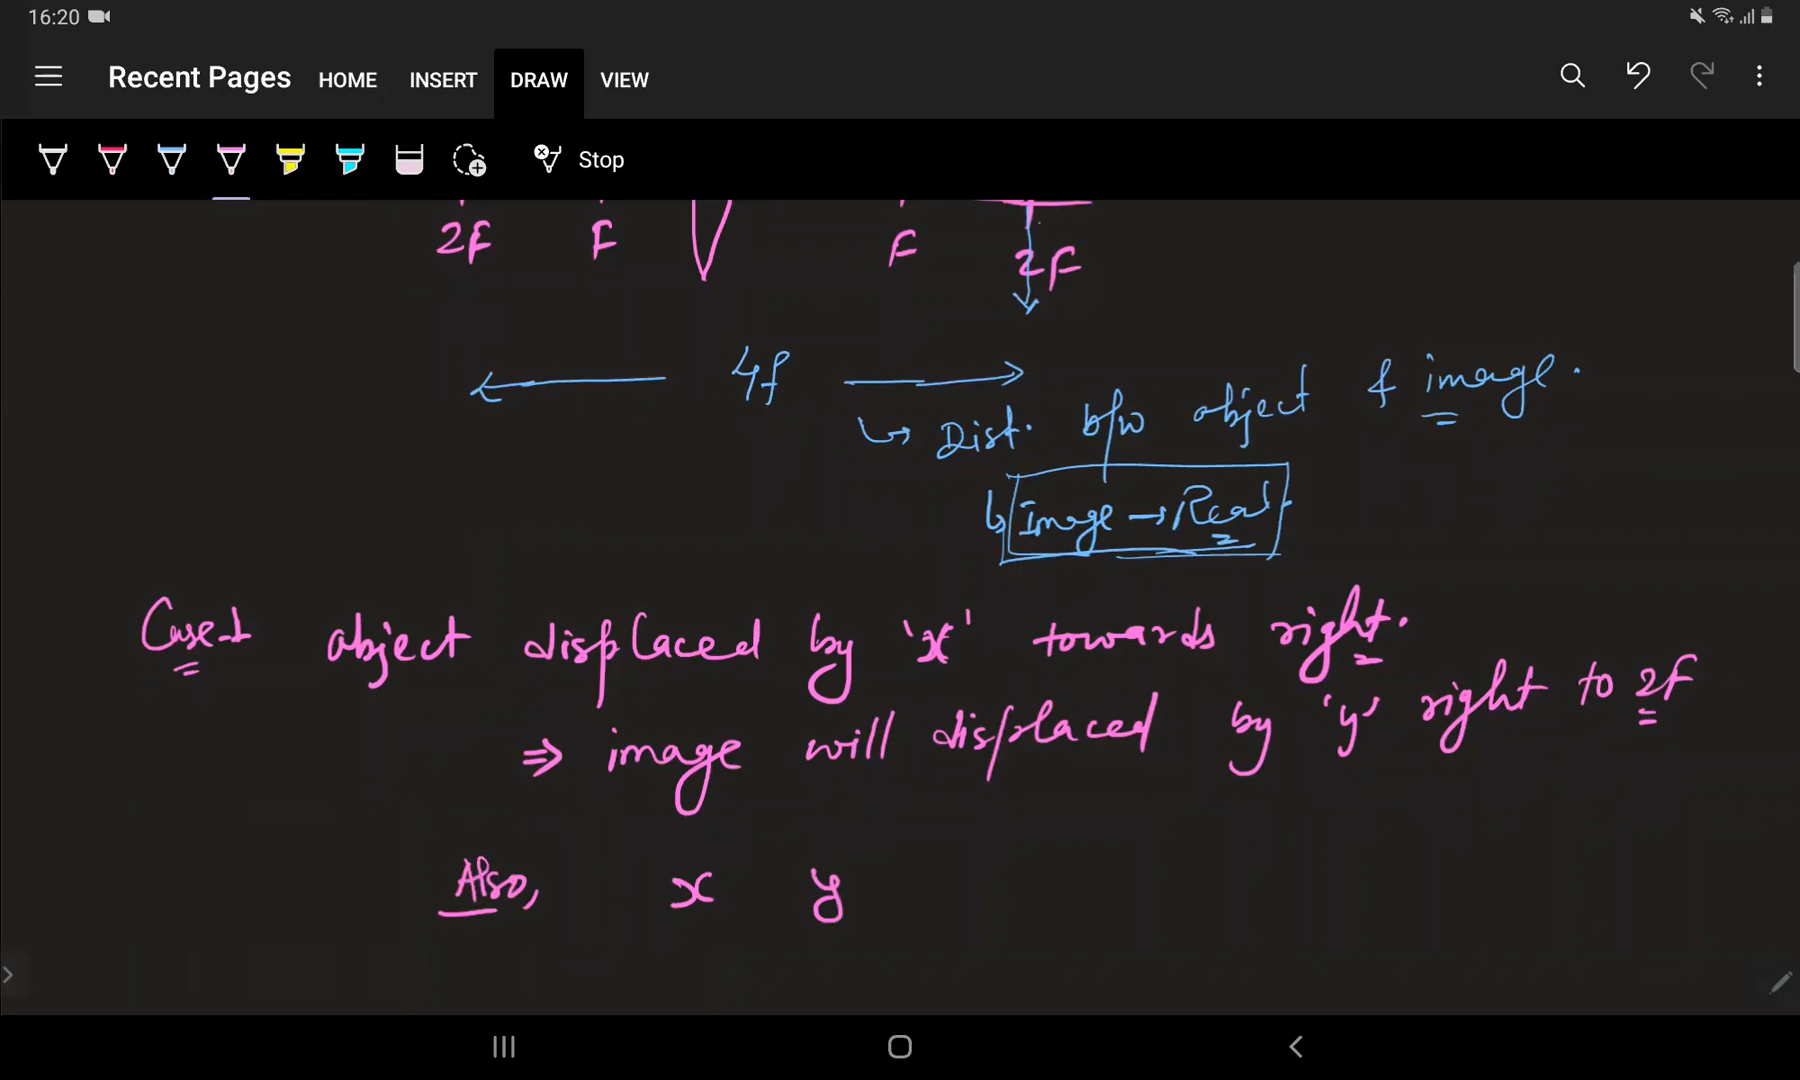 16:20
Recent Pages HOME INSERT DRAW VIEW
Stop
2F F F 2F
4f
↳ Dist. b/w object & image.
↳ Image → Real
Case-1 object displaced by 'x' towards right.
⇒ image will displaced by 'y' right to 2F
Also, x y